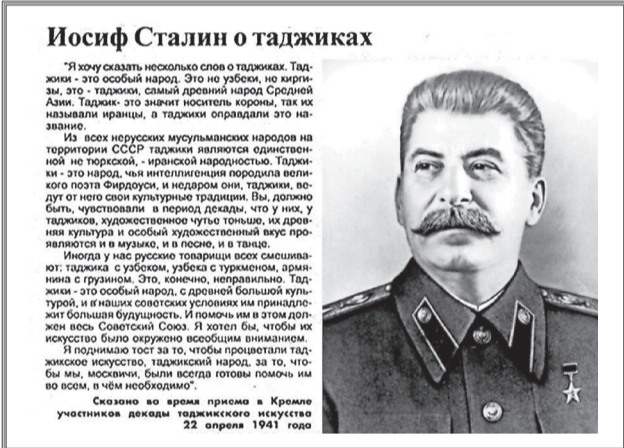 Иосиф Сталин о таджиках
"Я хочу сказать несколько слов о таджиках. Тад-
жики - это особый народ. Это не узбеки, не кирги-
зы, это - таджики, самый древний народ Средней
Азии. Таджик- это значит носитель короны, так их
называли иранцы, а таджики оправдали это на-
звание.
Из всех нерусских мусульманских народов на
территории СССР таджики являются единствен-
ной не тюркской, - иранской народностью. Таджи-
ки - это народ, чья интеллигенция породила вели-
кого поэта Фирдоуси, и недаром они, таджики, ве-
дут от него свои культурные традиции. Вы, должно
быть, чувствовали в период декады, что у них, у
таджиков, художественное чутье тоньше, их древ-
няя культура и особый художественный вкус про-
являются и в музыке, и в песне, и в танце.
Иногда у нас русские товарищи всех смешива-
ют: таджика с узбеком, узбека с туркменом, армя-
нина с грузином. Это, конечно, неправильно. Тад-
жики - это особый народ, с древней большой куль-
турой, и в наших советских условиях им принадле-
жит большая будущность. И помочь им в этом дол-
жен весь Советский Союз. Я хотел бы, чтобы их
искусство было окружено всеобщим вниманием.
Я поднимаю тост за то, чтобы процветали тад-
жикское искусство, таджикский народ, за то, что-
бы мы, москвичи, были всегда готовы помочь им
во всем, в чём необходимо".
Сказано во время приема в Кремле
участников декады таджикского искусства
22 апреля 1941 года